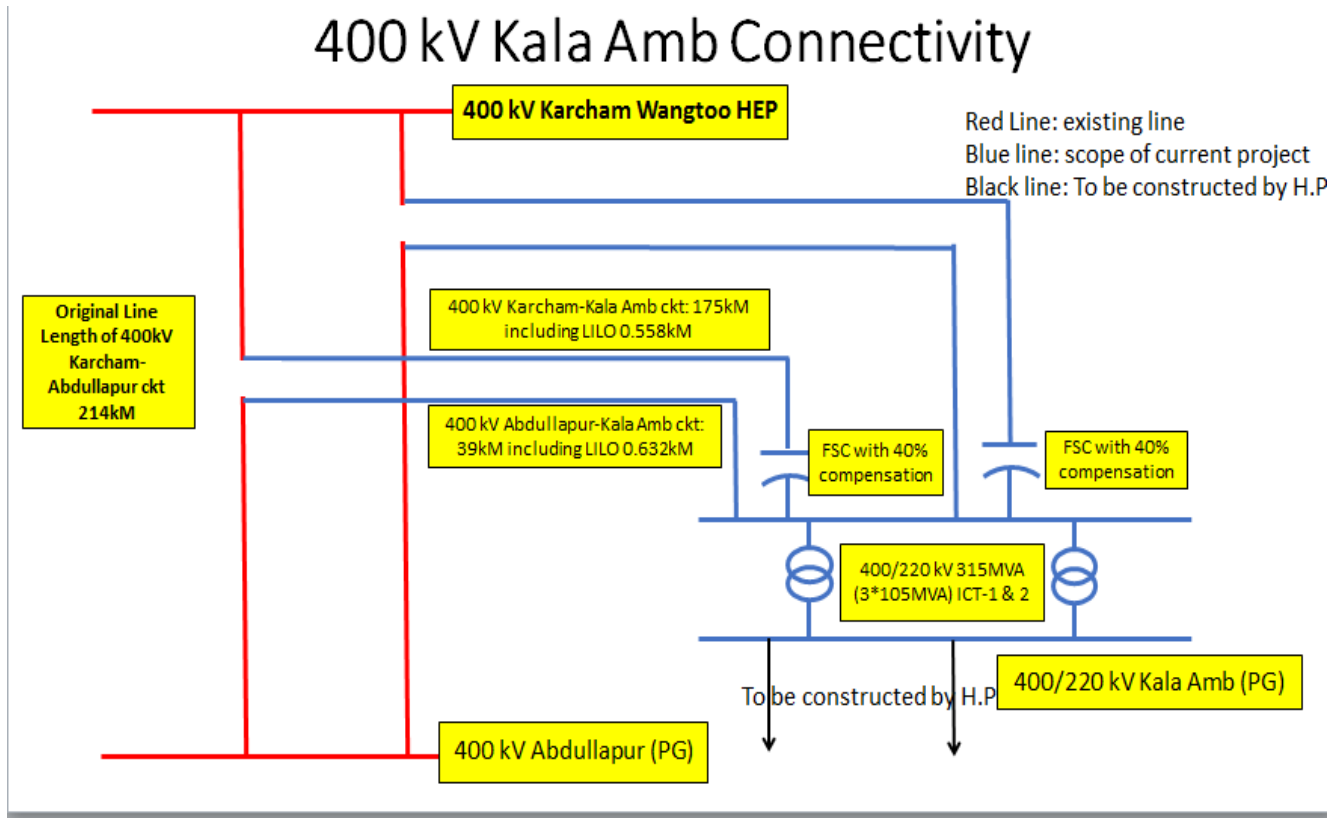 400 kV Kala Amb Connectivity
400 kV Karcham Wangtoo HEP
Red Line: existing line
Blue line: scope of current project
Black line: To be constructed by H.P
Original Line
Length of 400kV
Karcham-
Abdullapur ckt
214kM
400 kV Karcham-Kala Amb ckt: 175kM
including LILO 0.558kM
400 kV Abdullapur-Kala Amb ckt:
39kM including LILO 0.632kM
FSC with 40%
compensation
FSC with 40%
compensation
400/220 kV 315MVA
(3*105MVA) ICT-1 & 2
To be constructed by H.P
400/220 kV Kala Amb (PG)
400 kV Abdullapur (PG)